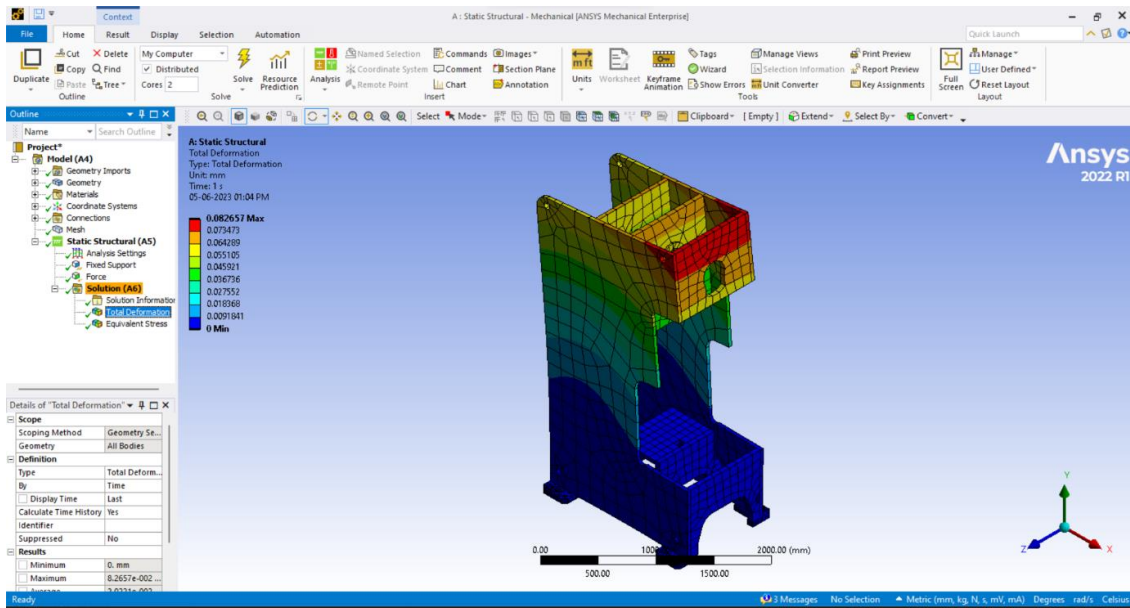 Context
A : Static Structural - Mechanical [ANSYS Mechanical Enterprise]
File Home Result Display Selection Automation
Quick Launch
Duplicate
Cut
Copy
Paste
Delete
Find
Tree
Outline
My Computer
Distributed
Cores 2
Solve
Resource Prediction
Solve
Analysis
Named Selection
Coordinate System
Remote Point
Commands
Comment
Chart
Images
Section Plane
Annotation
Insert
Units
Worksheet
Keyframe Animation
Tags
Wizard
Show Errors
Manage Views
Selection Information
Unit Converter
Print Preview
Report Preview
Key Assignments
Tools
Full Screen
Manage
User Defined
Reset Layout
Layout
Outline
Select Mode Clipboard [Empty] Extend Select By Convert
Name Search Outline
Project*
Model (A4)
Geometry Imports
Geometry
Materials
Coordinate Systems
Connections
Mesh
Static Structural (A5)
Analysis Settings
Fixed Support
Force
Solution (A6)
Solution Information
Total Deformation
Equivalent Stress
A: Static Structural
Total Deformation
Type: Total Deformation
Unit: mm
Time: 1 s
05-06-2023 01:04 PM
0.082657 Max
0.073473
0.064289
0.055105
0.045921
0.036736
0.027552
0.018368
0.0091841
0 Min
Ansys
2022 R1
0.00 1000 2000.00 (mm)
500.00 1500.00
Y
Z X
Details of "Total Deformation"
Scope
Scoping Method Geometry Se...
Geometry All Bodies
Definition
Type Total Deform...
By Time
Display Time Last
Calculate Time History Yes
Identifier
Suppressed No
Results
Minimum 0. mm
Maximum 8.2657e-002 ...
Ready
3 Messages No Selection Metric (mm, kg, N, s, mV, mA) Degrees rad/s Celsius